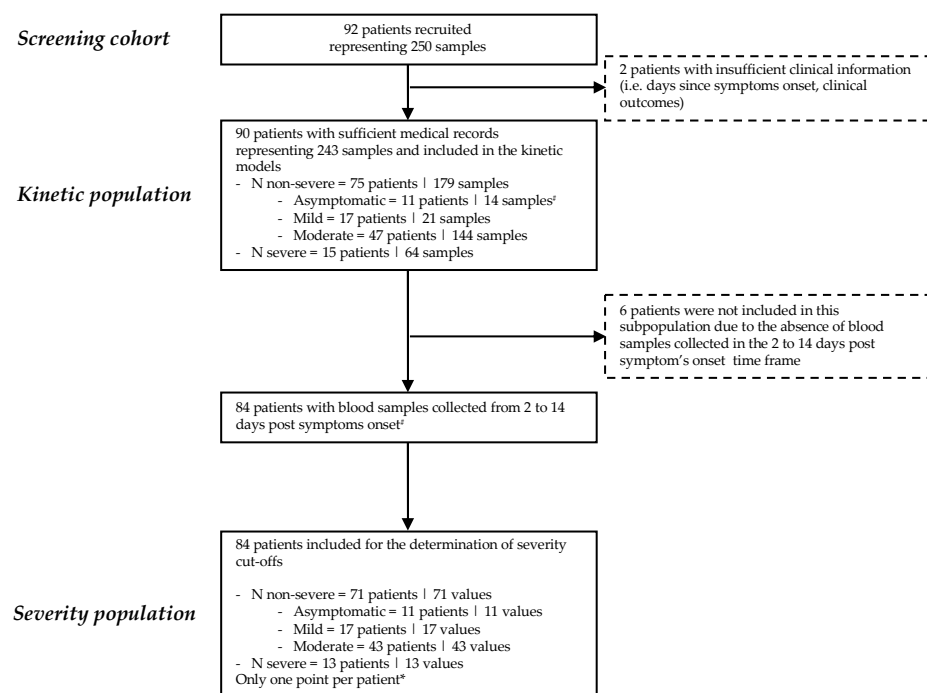 Screening cohort
92 patients recruited
representing 250 samples
2 patients with insufficient clinical information
(i.e. days since symptoms onset, clinical
outcomes)
Kinetic population
90 patients with sufficient medical records
representing 243 samples and included in the kinetic
models
- N non-severe = 75 patients | 179 samples
- Asymptomatic = 11 patients | 14 samples‡
- Mild = 17 patients | 21 samples
- Moderate = 47 patients | 144 samples
- N severe = 15 patients | 64 samples
6 patients were not included in this
subpopulation due to the absence of blood
samples collected in the 2 to 14 days post
symptom's onset time frame
84 patients with blood samples collected from 2 to 14
days post symptoms onset‡
Severity population
84 patients included for the determination of severity
cut-offs
- N non-severe = 71 patients | 71 values
- Asymptomatic = 11 patients | 11 values
- Mild = 17 patients | 17 values
- Moderate = 43 patients | 43 values
- N severe = 13 patients | 13 values
Only one point per patient*